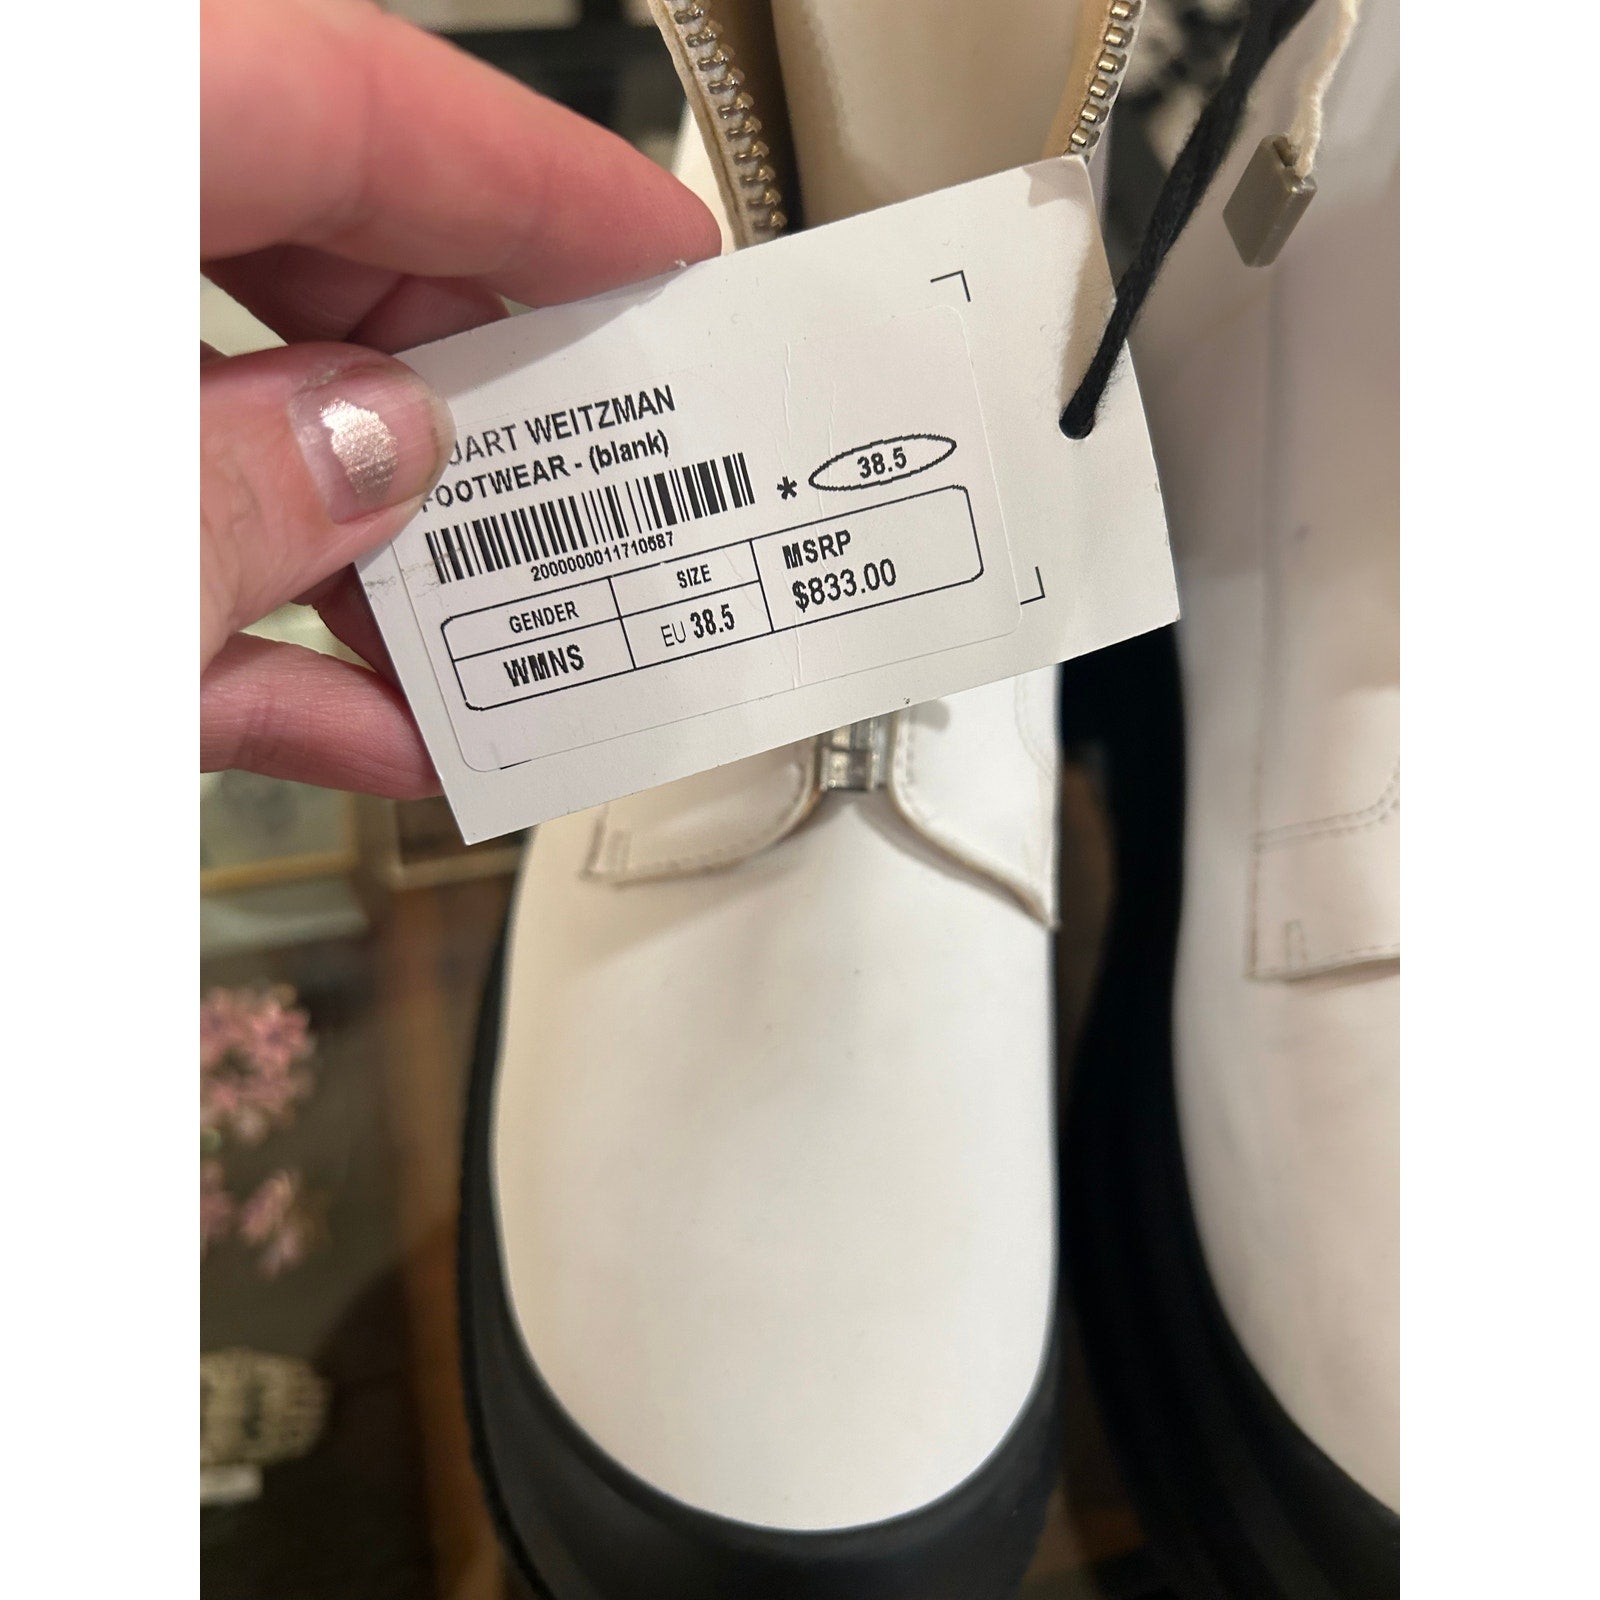 UART WEITZMAN
FOOTWEAR - (blank)
* 38.5
2000000011710587
GENDER SIZE MSRP
WMNS EU 38.5 $833.00